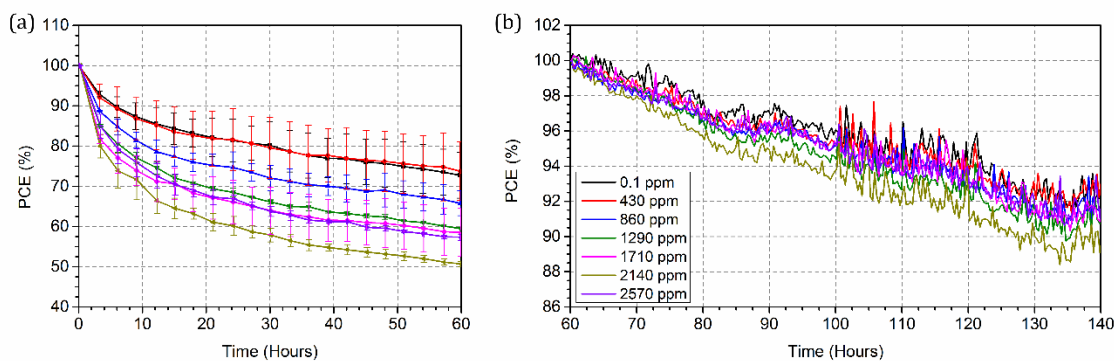 (a)
PCE (%)
110
100
90
80
70
60
50
40
0 10 20 30 40 50 60
Time (Hours)
(b)
PCE (%)
102
100
98
96
94
92
90
88
86
0.1 ppm
430 ppm
860 ppm
1290 ppm
1710 ppm
2140 ppm
2570 ppm
60 70 80 90 100 110 120 130 140
Time (Hours)